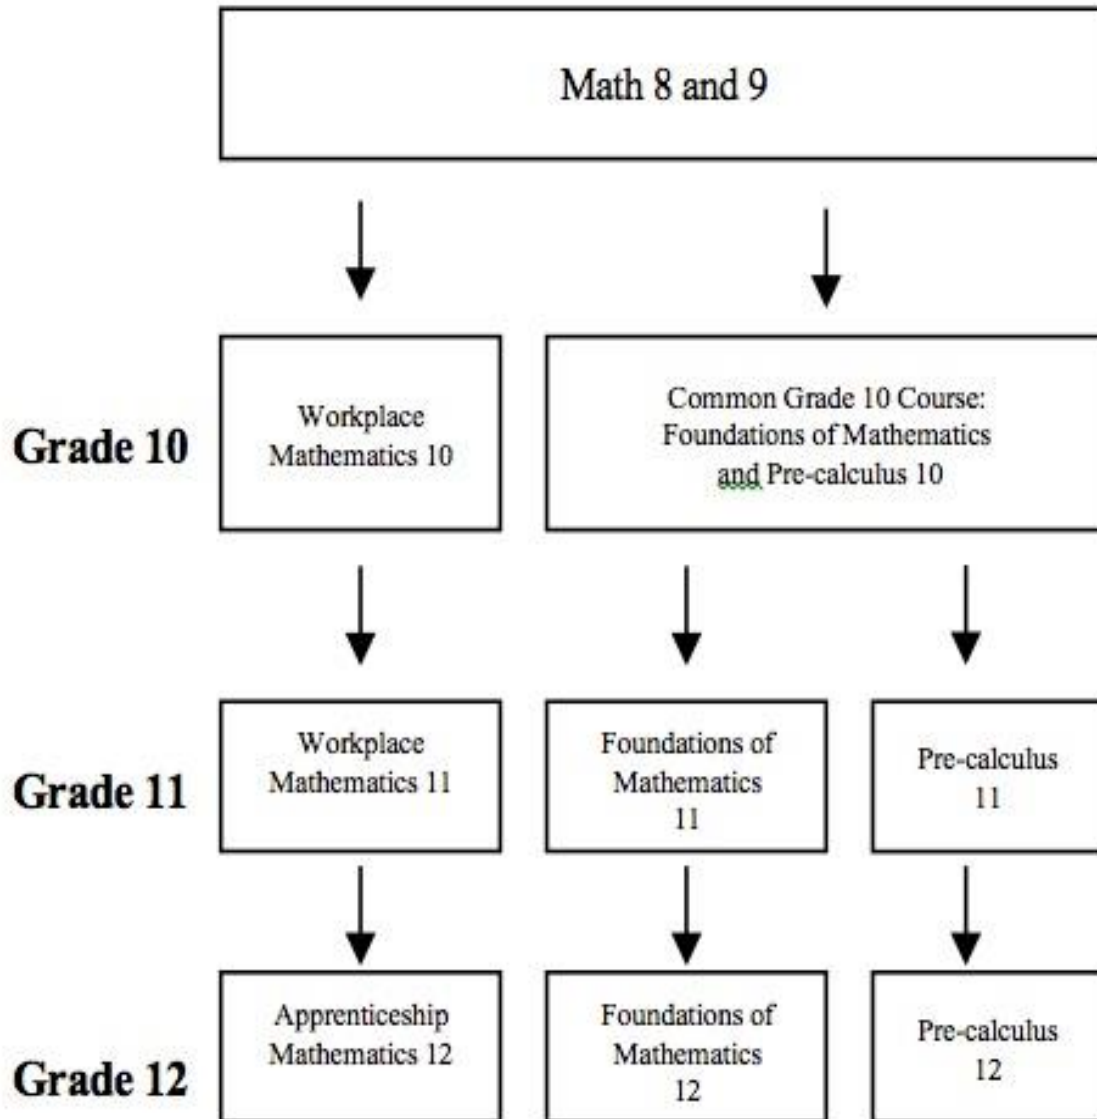 Math 8 and 9
Grade 10
Workplace
Mathematics 10
Common Grade 10 Course:
Foundations of Mathematics
and Pre-calculus 10
Grade 11
Workplace
Mathematics 11
Foundations of
Mathematics
11
Pre-calculus
11
Grade 12
Apprenticeship
Mathematics 12
Foundations of
Mathematics
12
Pre-calculus
12